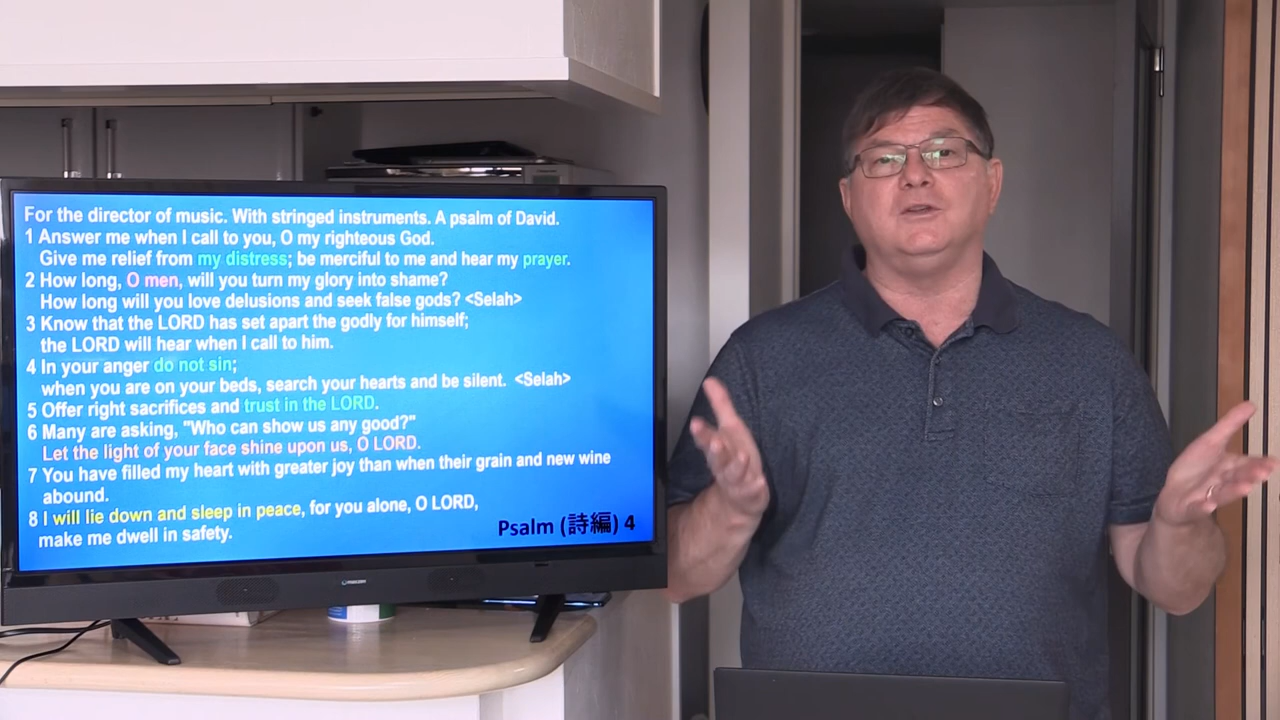 For the director of music. With stringed instruments. A psalm of David.
1 Answer me when I call to you, O my righteous God.
Give me relief from my distress; be merciful to me and hear my prayer.
2 How long, O men, will you turn my glory into shame?
How long will you love delusions and seek false gods? <Selah>
3 Know that the LORD has set apart the godly for himself;
the LORD will hear when I call to him.
4 In your anger do not sin;
when you are on your beds, search your hearts and be silent. <Selah>
5 Offer right sacrifices and trust in the LORD.
6 Many are asking, "Who can show us any good?"
Let the light of your face shine upon us, O LORD.
7 You have filled my heart with greater joy than when their grain and new wine
abound.
8 I will lie down and sleep in peace, for you alone, O LORD,
make me dwell in safety.
Psalm (詩編) 4